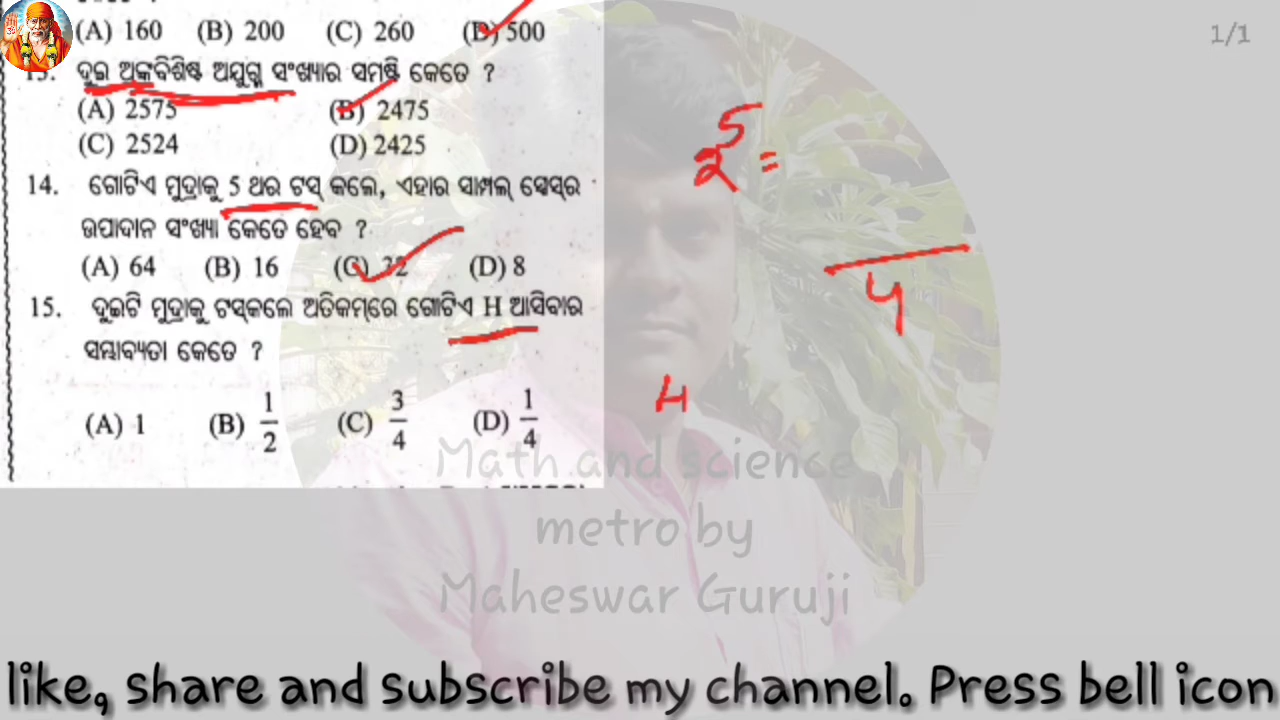 (A) 160 (B) 200 (C) 260 (D) 500
1/1
ଦୁଇ ଅଙ୍କବିଶିଷ୍ଟ ଅଯୁଗ୍ମ ସଂଖ୍ୟାର ସମଷ୍ଟି କେତେ ?
(A) 2575 (B) 2475
(C) 2524 (D) 2425
14. ଗୋଟିଏ ମୁଦ୍ରାକୁ 5 ଥର ଟସ୍ କଲେ, ଏହାର ସାମ୍ପଲ୍ ସ୍ପେସ୍‌ର
ଉପାଦାନ ସଂଖ୍ୟା କେତେ ହେବ ?
(A) 64 (B) 16 (C) 32 (D) 8
15. ଦୁଇଟି ମୁଦ୍ରାକୁ ଟସ୍‌କଲେ ଅତିକମ୍‌ରେ ଗୋଟିଏ H ଆସିବାର
ସମ୍ଭାବ୍ୟତା କେତେ ?
(A) 1 (B) 1/2 (C) 3/4 (D) 1/4
2^5 =
4
H
Math and science
metro by
Maheswar Guruji
like, share and subscribe my channel. Press bell icon